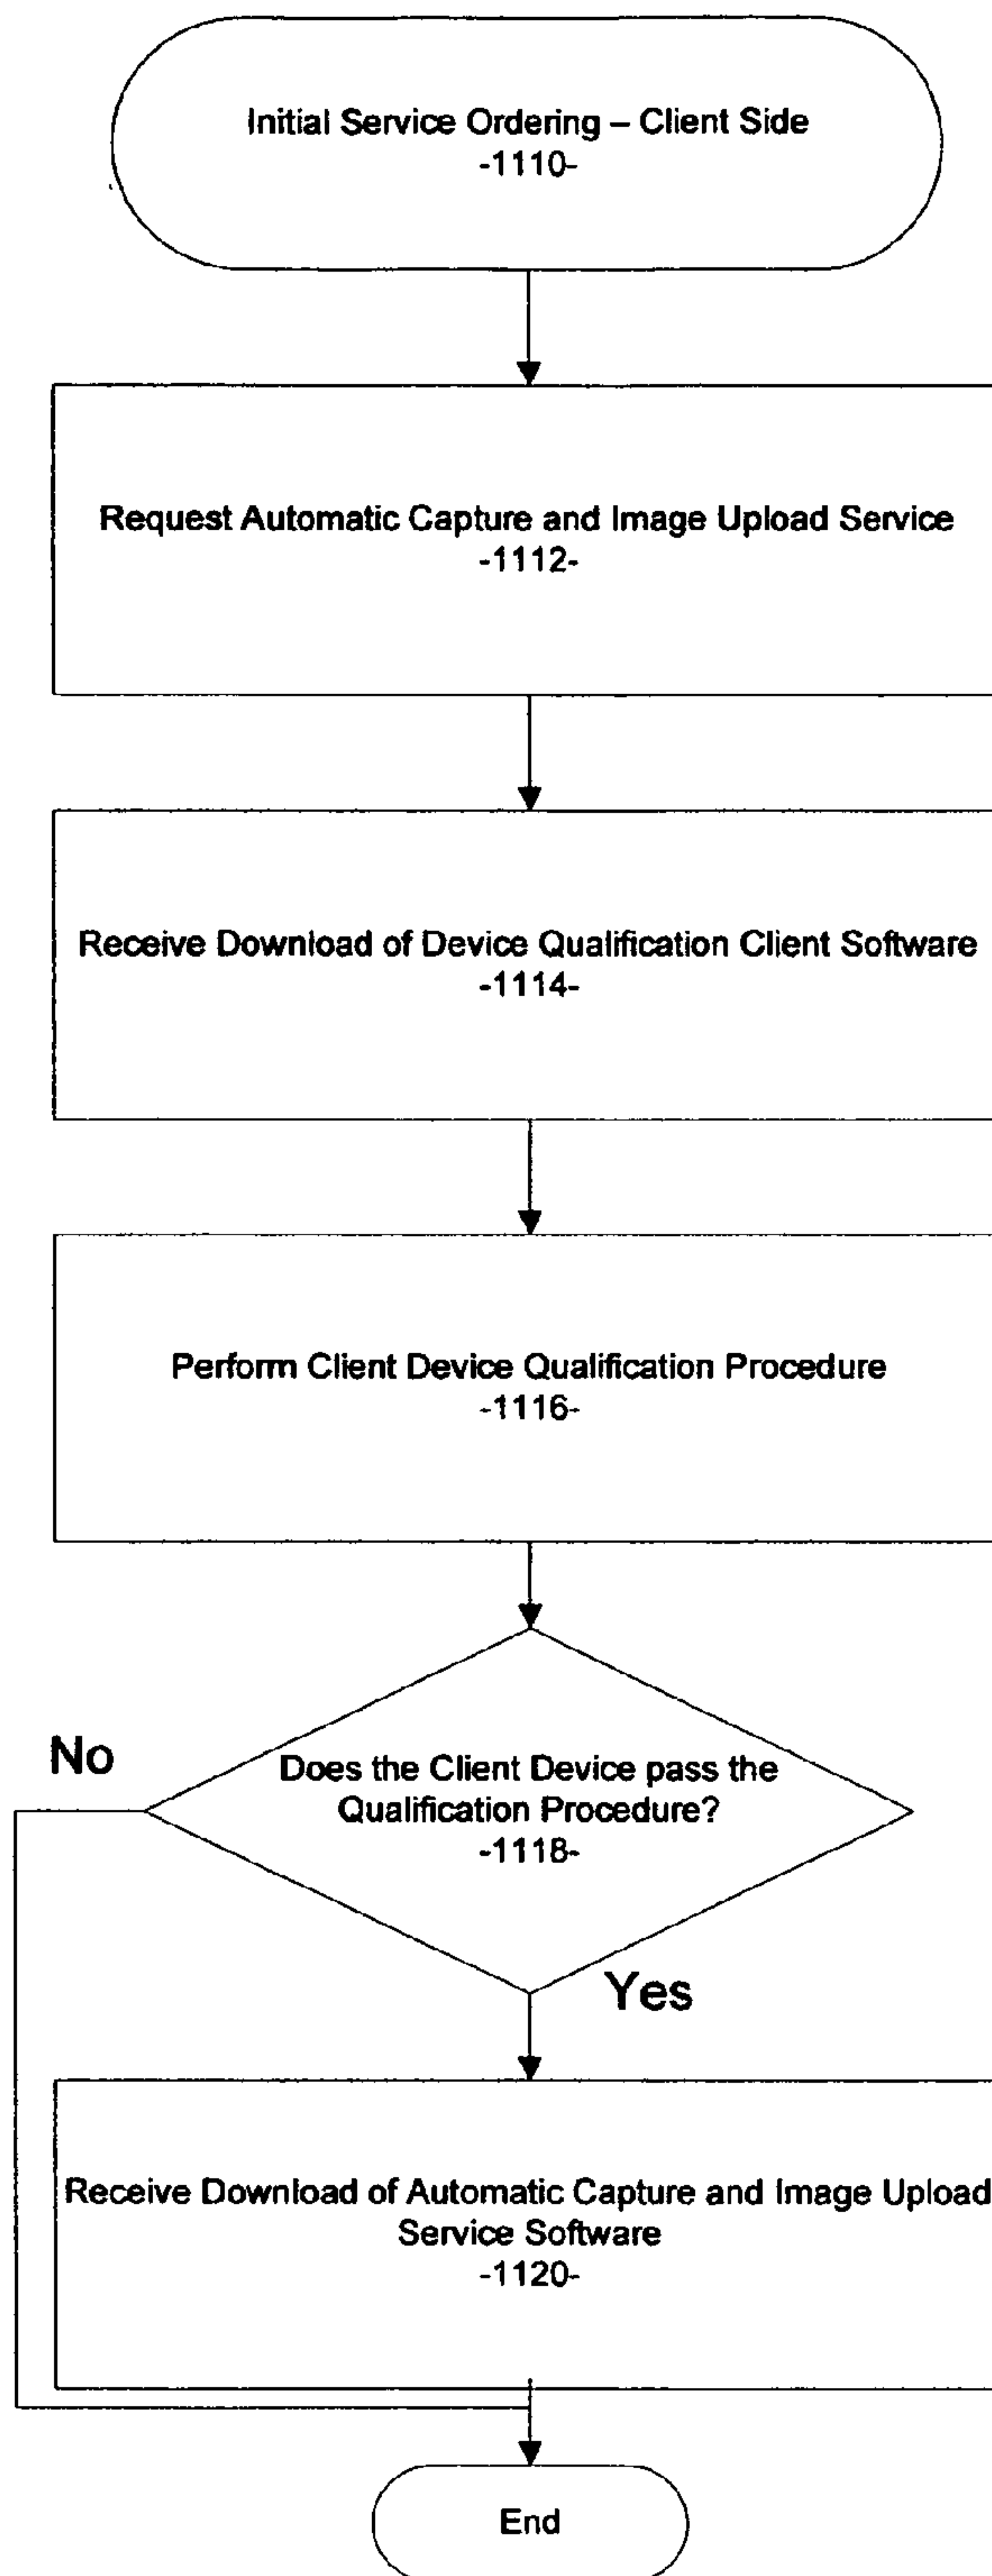 Initial Service Ordering – Client Side
-1110-
Request Automatic Capture and Image Upload Service
-1112-
Receive Download of Device Qualification Client Software
-1114-
Perform Client Device Qualification Procedure
-1116-
No
Does the Client Device pass the
Qualification Procedure?
-1118-
Yes
Receive Download of Automatic Capture and Image Upload
Service Software
-1120-
End